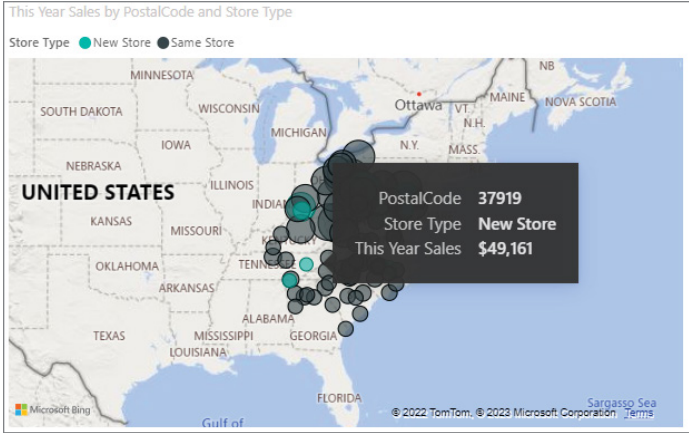 This Year Sales by PostalCode and Store Type
Store Type New Store Same Store
NB
MINNESOTA
Ottawa
MAINE
VT.
NOVA SCOTIA
SOUTH DAKOTA
WISCONSIN
N.H.
MICHIGAN
IOWA
N.Y.
MASS.
NEBRASKA
PostalCode 37919
Store Type New Store
This Year Sales $49,161
UNITED STATES
ILLINOIS
KANSAS
MISSOURI
OKLAHOMA
ARKANSAS
ALABAMA
TEXAS
MISSISSIPPI
GEORGIA
LOUISIANA
FLORIDA
Sargasso Sea
Microsoft Bing
© 2022 TomTom, © 2023 Microsoft Corporation Terms
Gulf of